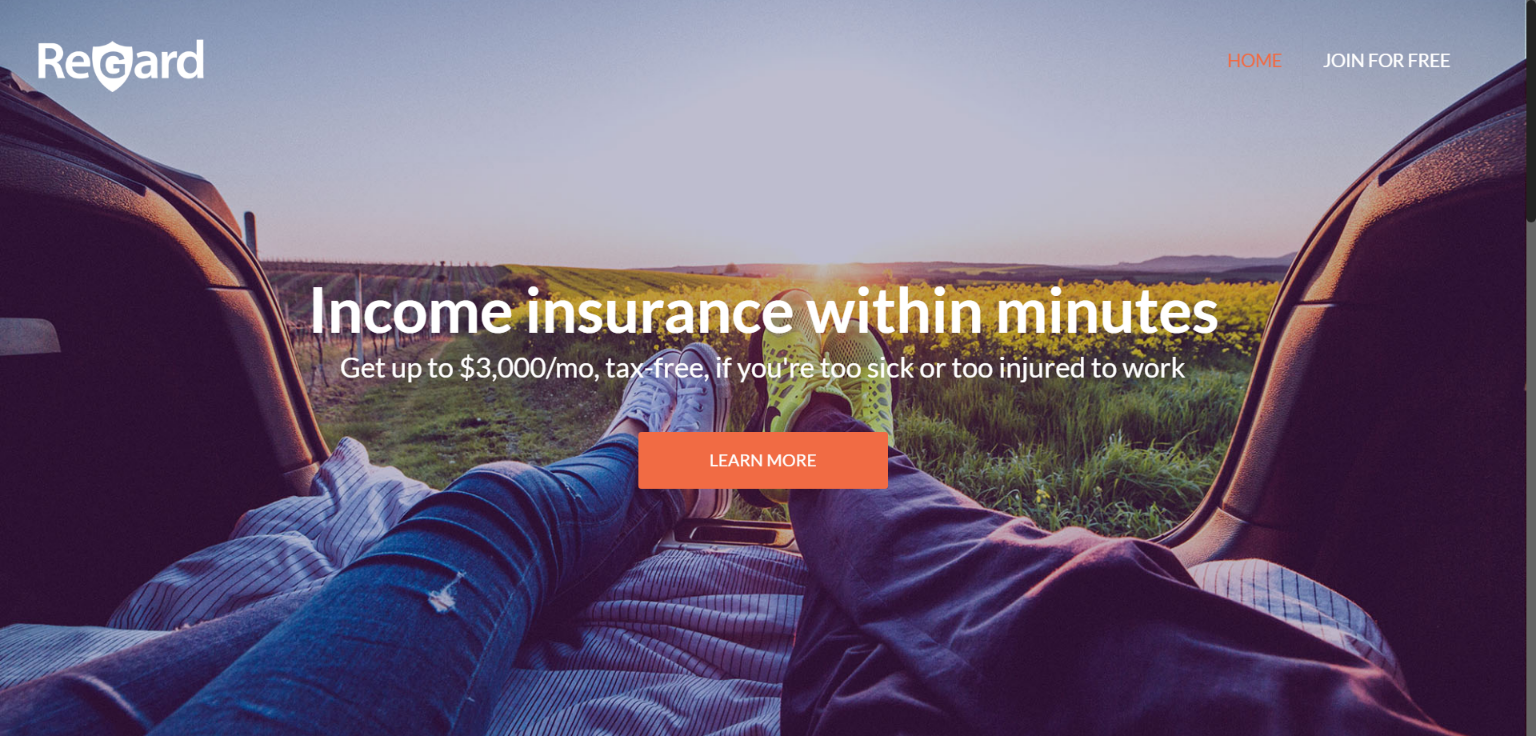 ReGard
HOME
JOIN FOR FREE
Income insurance within minutes
Get up to $3,000/mo, tax-free, if you're too sick or too injured to work
LEARN MORE